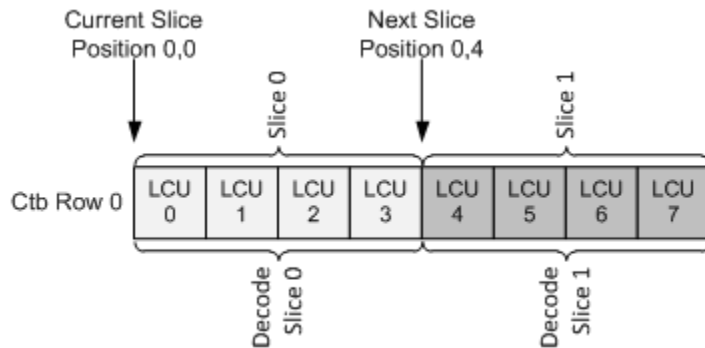 Current Slice
Position 0,0
Next Slice
Position 0,4
Slice 0
Slice 1
Ctb Row 0
LCU
0
LCU
1
LCU
2
LCU
3
LCU
4
LCU
5
LCU
6
LCU
7
Decode
Slice 0
Decode
Slice 1